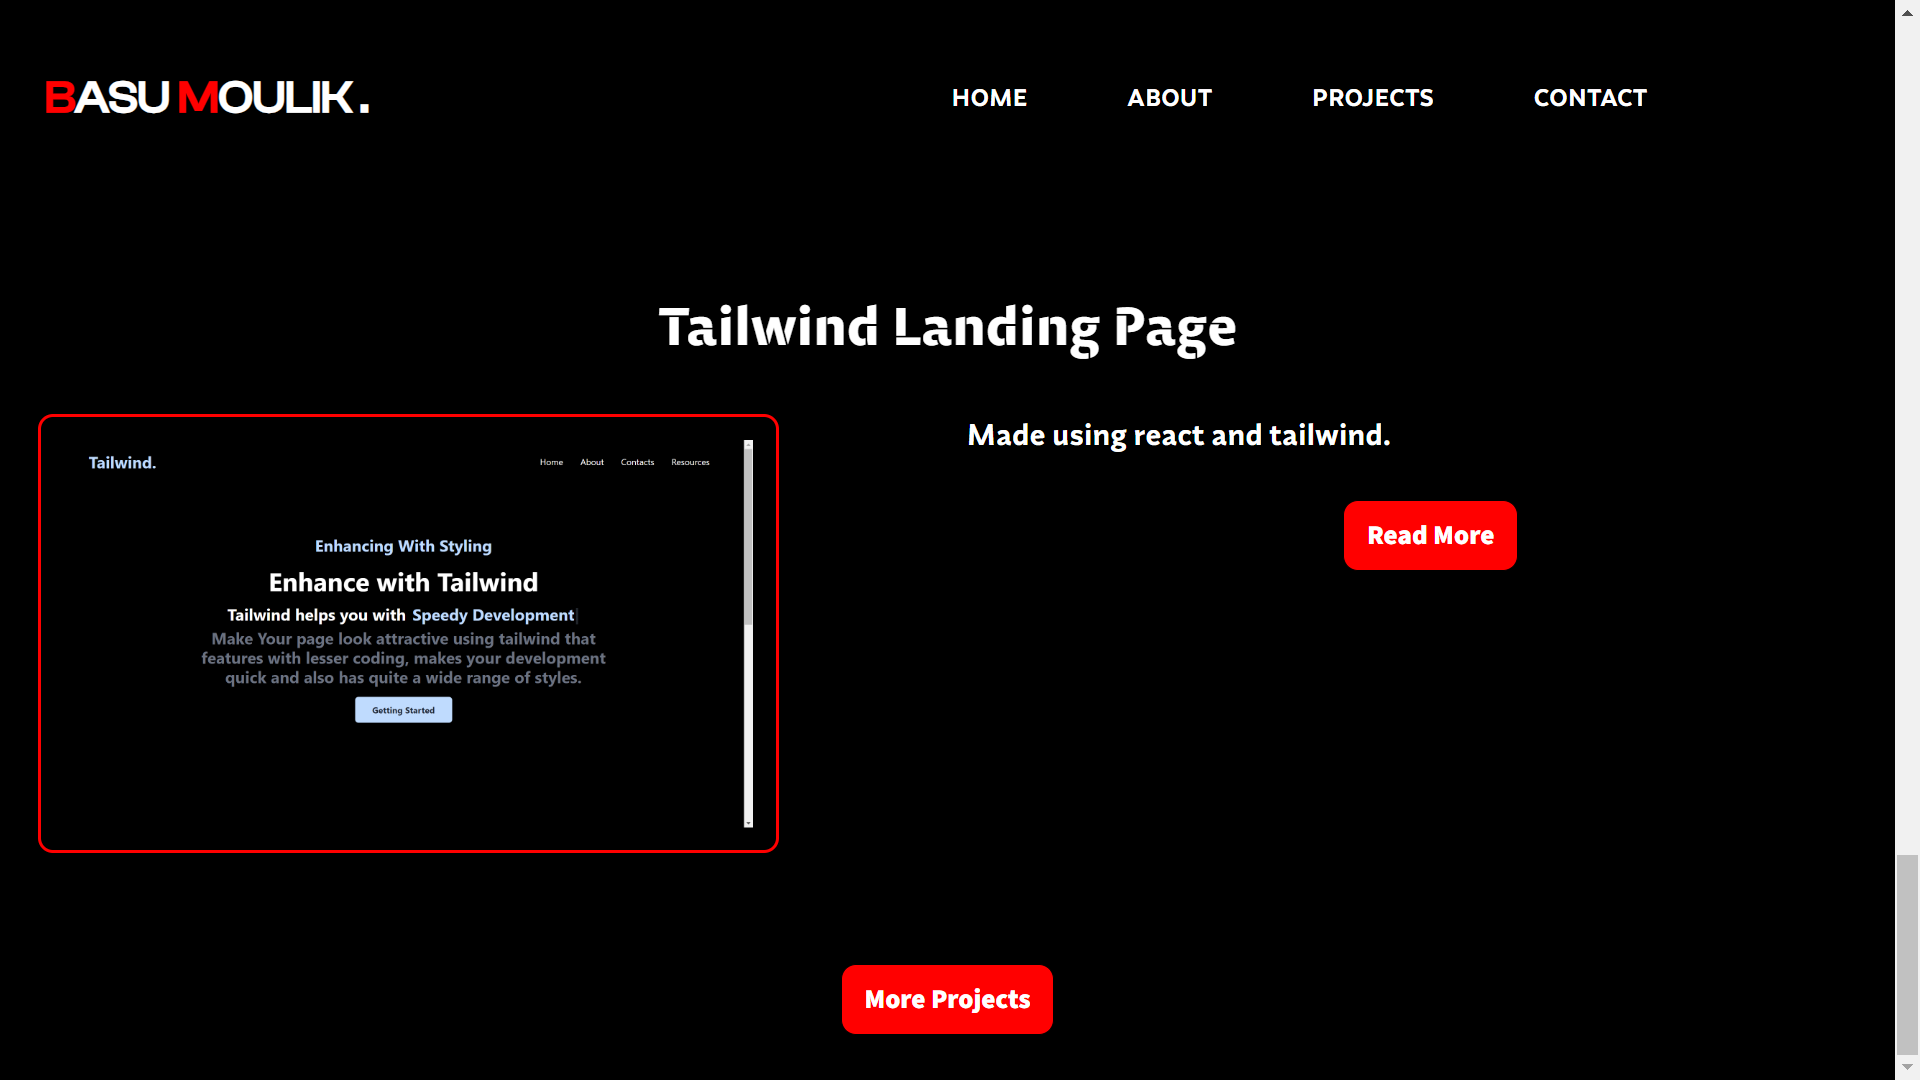 BASU MOULIK.
HOME ABOUT PROJECTS CONTACT
Tailwind Landing Page
Tailwind.
Home About Contacts Resources
Enhancing With Styling
Enhance with Tailwind
Tailwind helps you with Speedy Development
Make Your page look attractive using tailwind that
features with lesser coding, makes your development
quick and also has quite a wide range of styles.
Getting Started
Made using react and tailwind.
Read More
More Projects